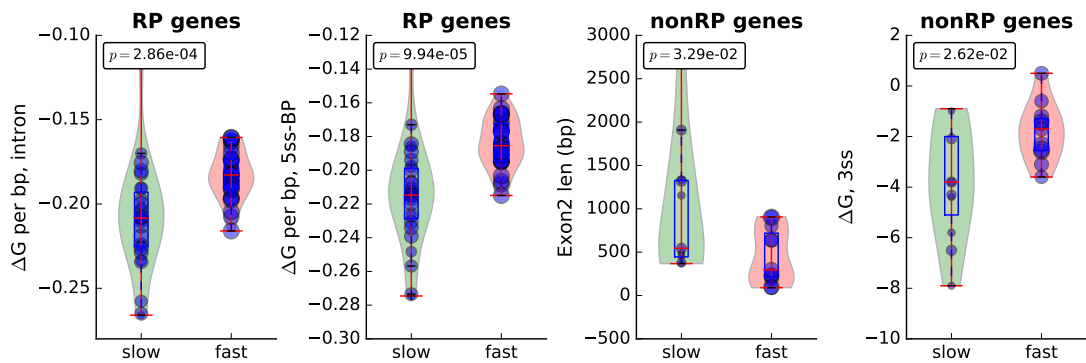 RP genes
ΔG per bp, intron
−0.10
−0.15
−0.20
−0.25
p = 2.86e-04
slow fast
RP genes
ΔG per bp, 5ss-BP
−0.12
−0.14
−0.16
−0.18
−0.20
−0.22
−0.24
−0.26
−0.28
−0.30
p = 9.94e-05
slow fast
nonRP genes
Exon2 len (bp)
3000
2500
2000
1500
1000
500
0
−500
p = 3.29e-02
slow fast
nonRP genes
ΔG, 3ss
2
0
−2
−4
−6
−8
−10
p = 2.62e-02
slow fast